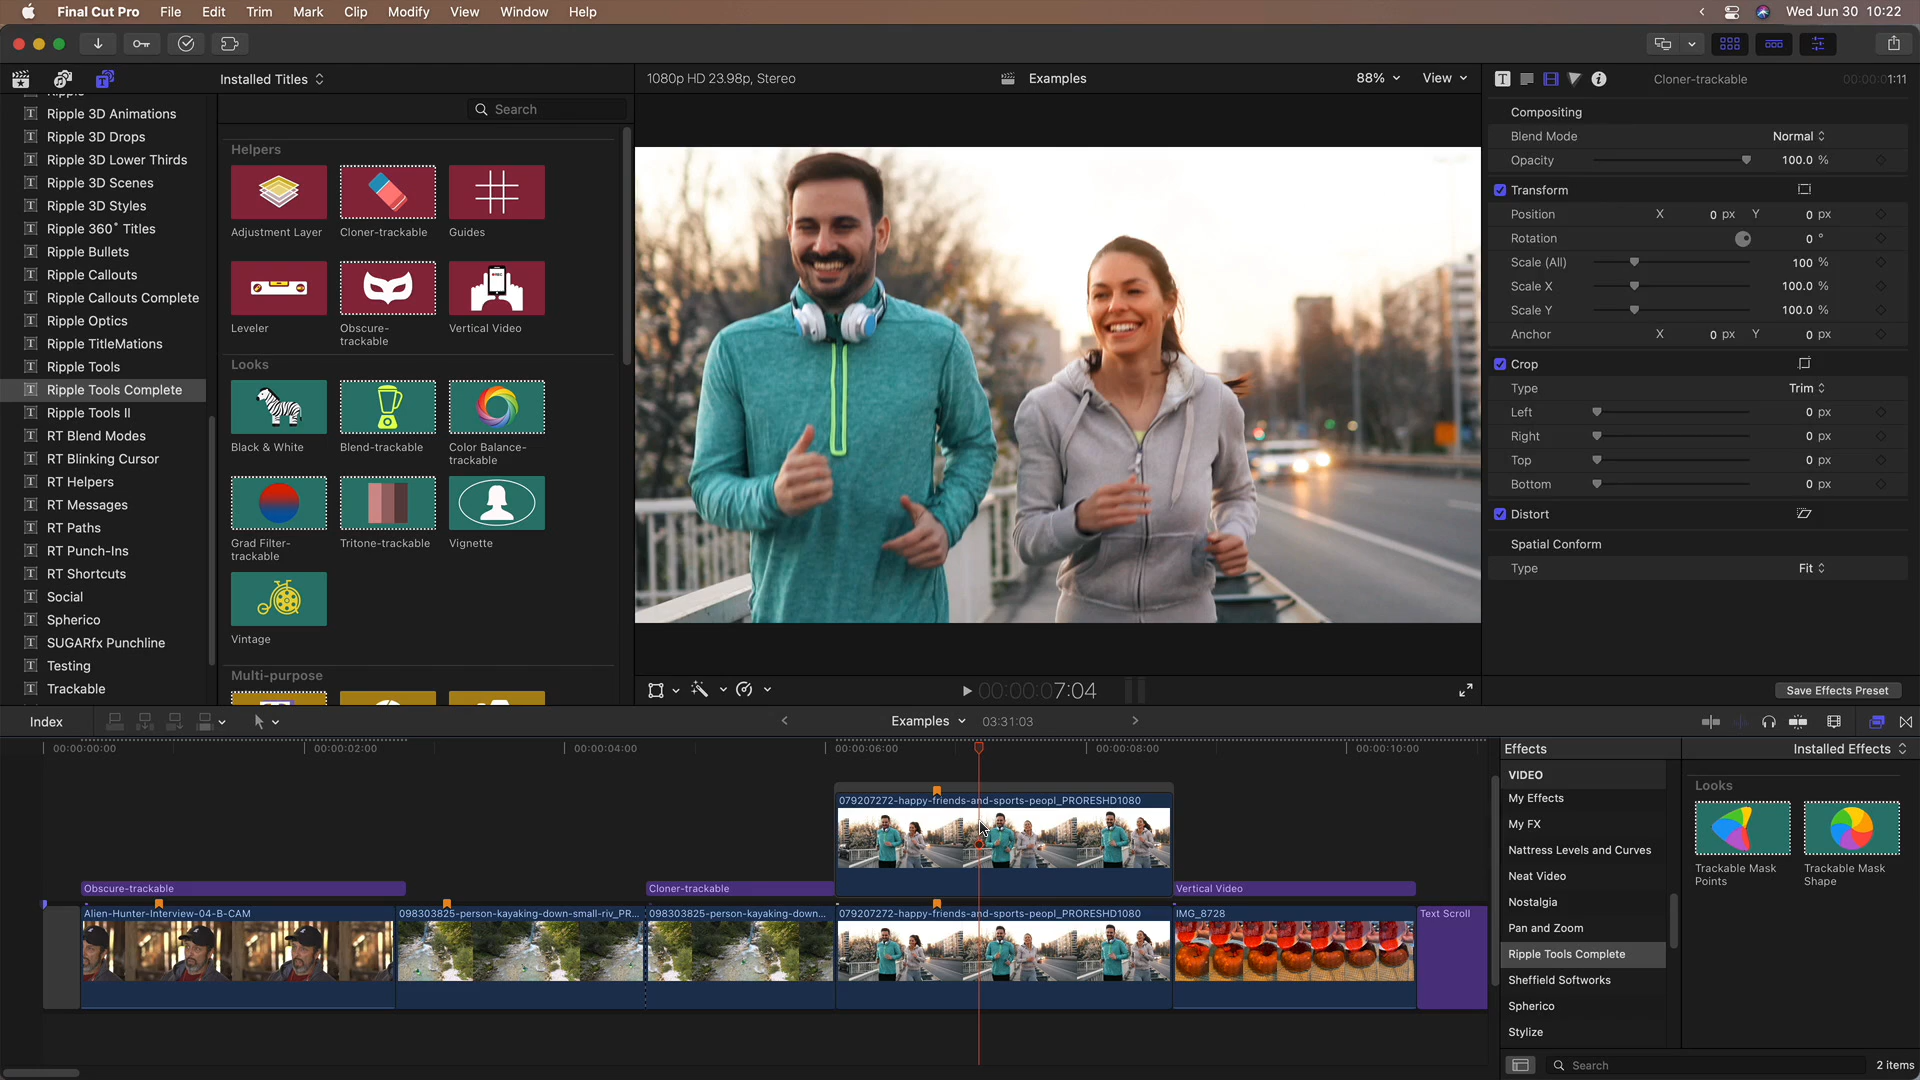 Final Cut Pro File Edit Trim Mark Clip Modify View Window Help Wed Jun 30 10:22
Installed Titles
1080p HD 23.98p, Stereo
Examples
88%
View
Cloner-trackable
00:00:01:11
Ripple 3D Animations
Ripple 3D Drops
Ripple 3D Lower Thirds
Ripple 3D Scenes
Ripple 3D Styles
Ripple 360° Titles
Ripple Bullets
Ripple Callouts
Ripple Callouts Complete
Ripple Optics
Ripple TitleMations
Ripple Tools
Ripple Tools Complete
Ripple Tools II
RT Blend Modes
RT Blinking Cursor
RT Helpers
RT Messages
RT Paths
RT Punch-Ins
RT Shortcuts
Social
Spherico
SUGARfx Punchline
Testing
Trackable
Search
Helpers
Adjustment Layer
Cloner-trackable
Guides
Leveler
Obscure-
trackable
Vertical Video
Looks
Black & White
Blend-trackable
Color Balance-
trackable
Grad Filter-
trackable
Tritone-trackable
Vignette
Vintage
Multi-purpose
Compositing
Blend Mode Normal
Opacity 100.0 %
Transform
Position X 0 px Y 0 px
Rotation 0 °
Scale (All) 100 %
Scale X 100.0 %
Scale Y 100.0 %
Anchor X 0 px Y 0 px
Crop
Type Trim
Left 0 px
Right 0 px
Top 0 px
Bottom 0 px
Distort
Spatial Conform
Type Fit
00:00:07:04
Save Effects Preset
Index
Examples 03:31:03
00:00:00:00 00:00:02:00 00:00:04:00 00:00:06:00 00:00:08:00 00:00:10:00
079207272-happy-friends-and-sports-peopl_PRORESHD1080
Obscure-trackable
Cloner-trackable
Vertical Video
Alien-Hunter-Interview-04-B-CAM
098303825-person-kayaking-down-small-riv_PR...
098303825-person-kayaking-down...
079207272-happy-friends-and-sports-peopl_PRORESHD1080
IMG_8728
Text Scroll
Effects
Installed Effects
VIDEO
My Effects
My FX
Nattress Levels and Curves
Neat Video
Nostalgia
Pan and Zoom
Ripple Tools Complete
Sheffield Softworks
Spherico
Stylize
Looks
Trackable Mask
Points
Trackable Mask
Shape
Search
2 items